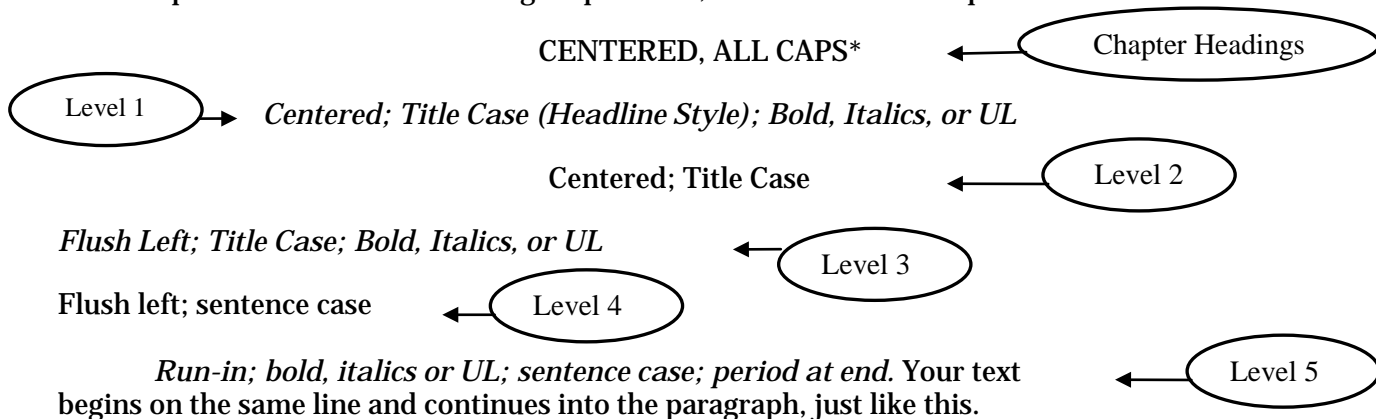 CENTERED, ALL CAPS* Chapter Headings
Level 1 Centered; Title Case (Headline Style); Bold, Italics, or UL
Centered; Title Case Level 2
Flush Left; Title Case; Bold, Italics, or UL Level 3
Flush left; sentence case Level 4
Run-in; bold, italics or UL; sentence case; period at end. Your text Level 5
begins on the same line and continues into the paragraph, just like this.